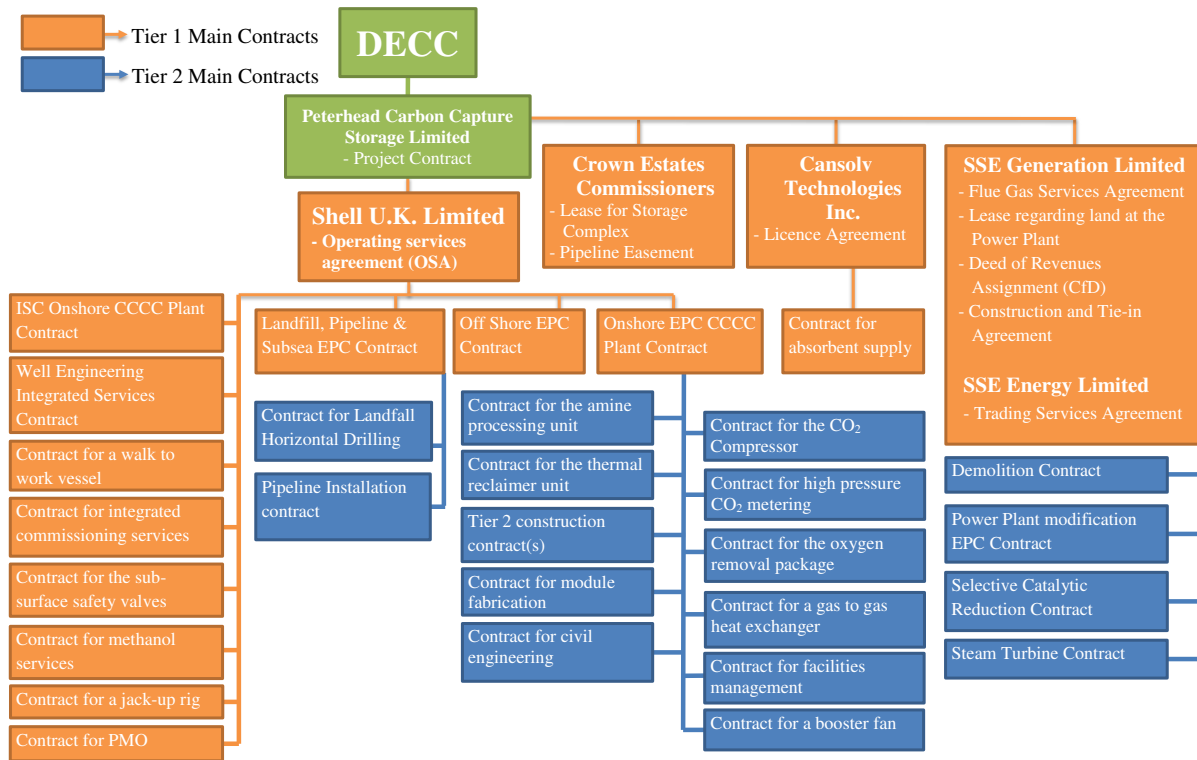 Tier 1 Main Contracts
Tier 2 Main Contracts
DECC
Peterhead Carbon Capture
Storage Limited
- Project Contract
Shell U.K. Limited
- Operating services
agreement (OSA)
Crown Estates
Commissioners
- Lease for Storage
Complex
- Pipeline Easement
Cansolv
Technologies
Inc.
- Licence Agreement
SSE Generation Limited
- Flue Gas Services Agreement
- Lease regarding land at the
Power Plant
- Deed of Revenues
Assignment (CfD)
- Construction and Tie-in
Agreement
SSE Energy Limited
- Trading Services Agreement
ISC Onshore CCCC Plant
Contract
Well Engineering
Integrated Services
Contract
Contract for a walk to
work vessel
Contract for integrated
commissioning services
Contract for the sub-
surface safety valves
Contract for methanol
services
Contract for a jack-up rig
Contract for PMO
Landfill, Pipeline &
Subsea EPC Contract
Off Shore EPC
Contract
Onshore EPC CCCC
Plant Contract
Contract for
absorbent supply
Contract for Landfall
Horizontal Drilling
Pipeline Installation
contract
Contract for the amine
processing unit
Contract for the thermal
reclaimer unit
Tier 2 construction
contract(s)
Contract for module
fabrication
Contract for civil
engineering
Contract for the CO₂
Compressor
Contract for high pressure
CO₂ metering
Contract for the oxygen
removal package
Contract for a gas to gas
heat exchanger
Contract for facilities
management
Contract for a booster fan
Demolition Contract
Power Plant modification
EPC Contract
Selective Catalytic
Reduction Contract
Steam Turbine Contract